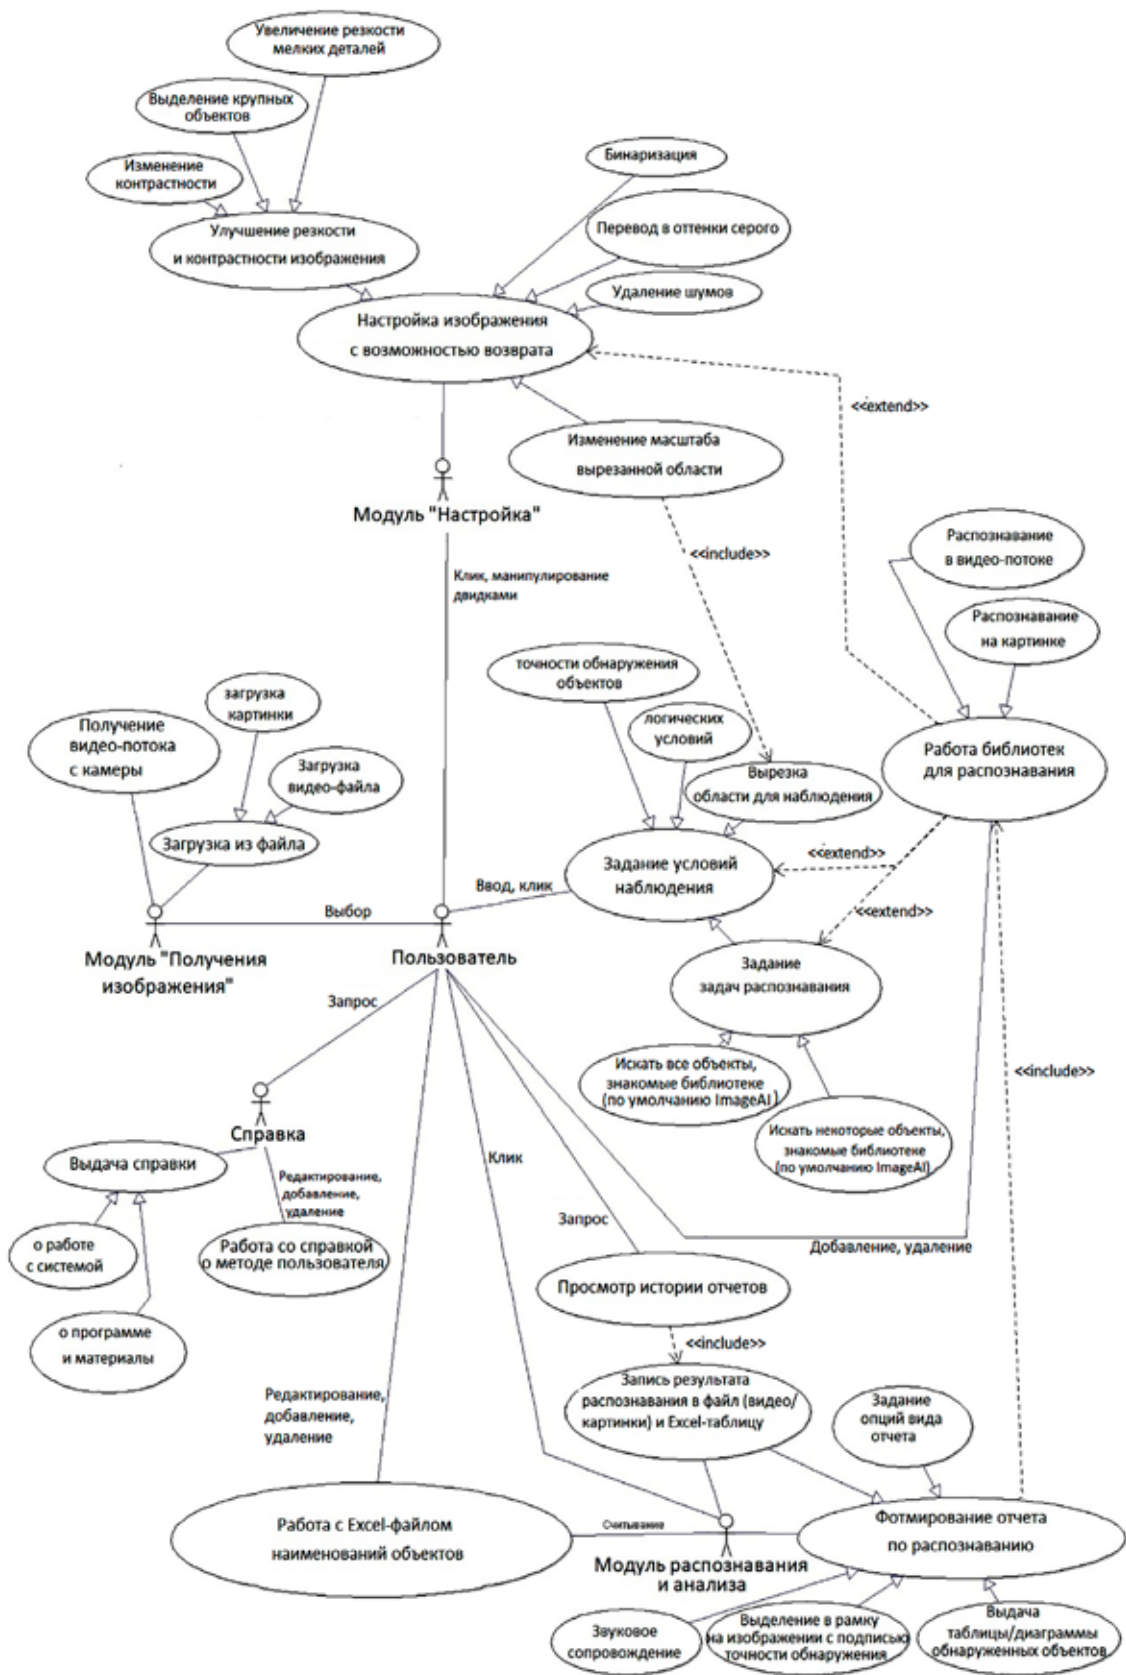 Увеличение резкости
мелких деталей
Выделение крупных
объектов
Изменение
контрастности
Бинаризация
Перевод в оттенки серого
Улучшение резкости
и контрастности изображения
Удаление шумов
Настройка изображения
с возможностью возврата
<<extend>>
Изменение масштаба
вырезанной области
Модуль "Настройка"
<<include>>
Распознавание
в видео-потоке
Клик, манипулирование
двидками
Распознавание
на картинке
точности обнаружения
объектов
загрузка
картинки
логических
условий
Получение
видео-потока
с камеры
Загрузка
видео-файла
Вырезка
области для наблюдения
Работа библиотек
для распознавания
Загрузка из файла
Задание условий
наблюдения
<<extend>>
Ввод, клик
Выбор
<<extend>>
Модуль "Получения
изображения"
Пользователь
Задание
задач распознавания
Запрос
Искать все объекты,
знакомые библиотеке
(по умолчанию ImageAI)
<<include>>
Справка
Искать некоторые объекты,
знакомые библиотеке
(по умолчанию ImageAI)
Выдача справки
Клик
Редактирование,
добавление,
удаление
Запрос
о работе
с системой
Работа со справкой
о методе пользователя
Добавление, удаление
Просмотр истории отчетов
о программе
и материалы
<<include>>
Запись результата
распознавания в файл (видео/
картинки) и Excel-таблицу
Редактирование,
добавление,
удаление
Задание
опций вида
отчета
Работа с Excel-файлом
наименований объектов
Считывание
Фотмирование отчета
по распознаванию
Модуль распознавания
и анализа
Звуковое
сопровождение
Выделение в рамку
на изображении с подписью
точности обнаружения
Выдача
таблицы/диаграммы
обнаруженных объектов